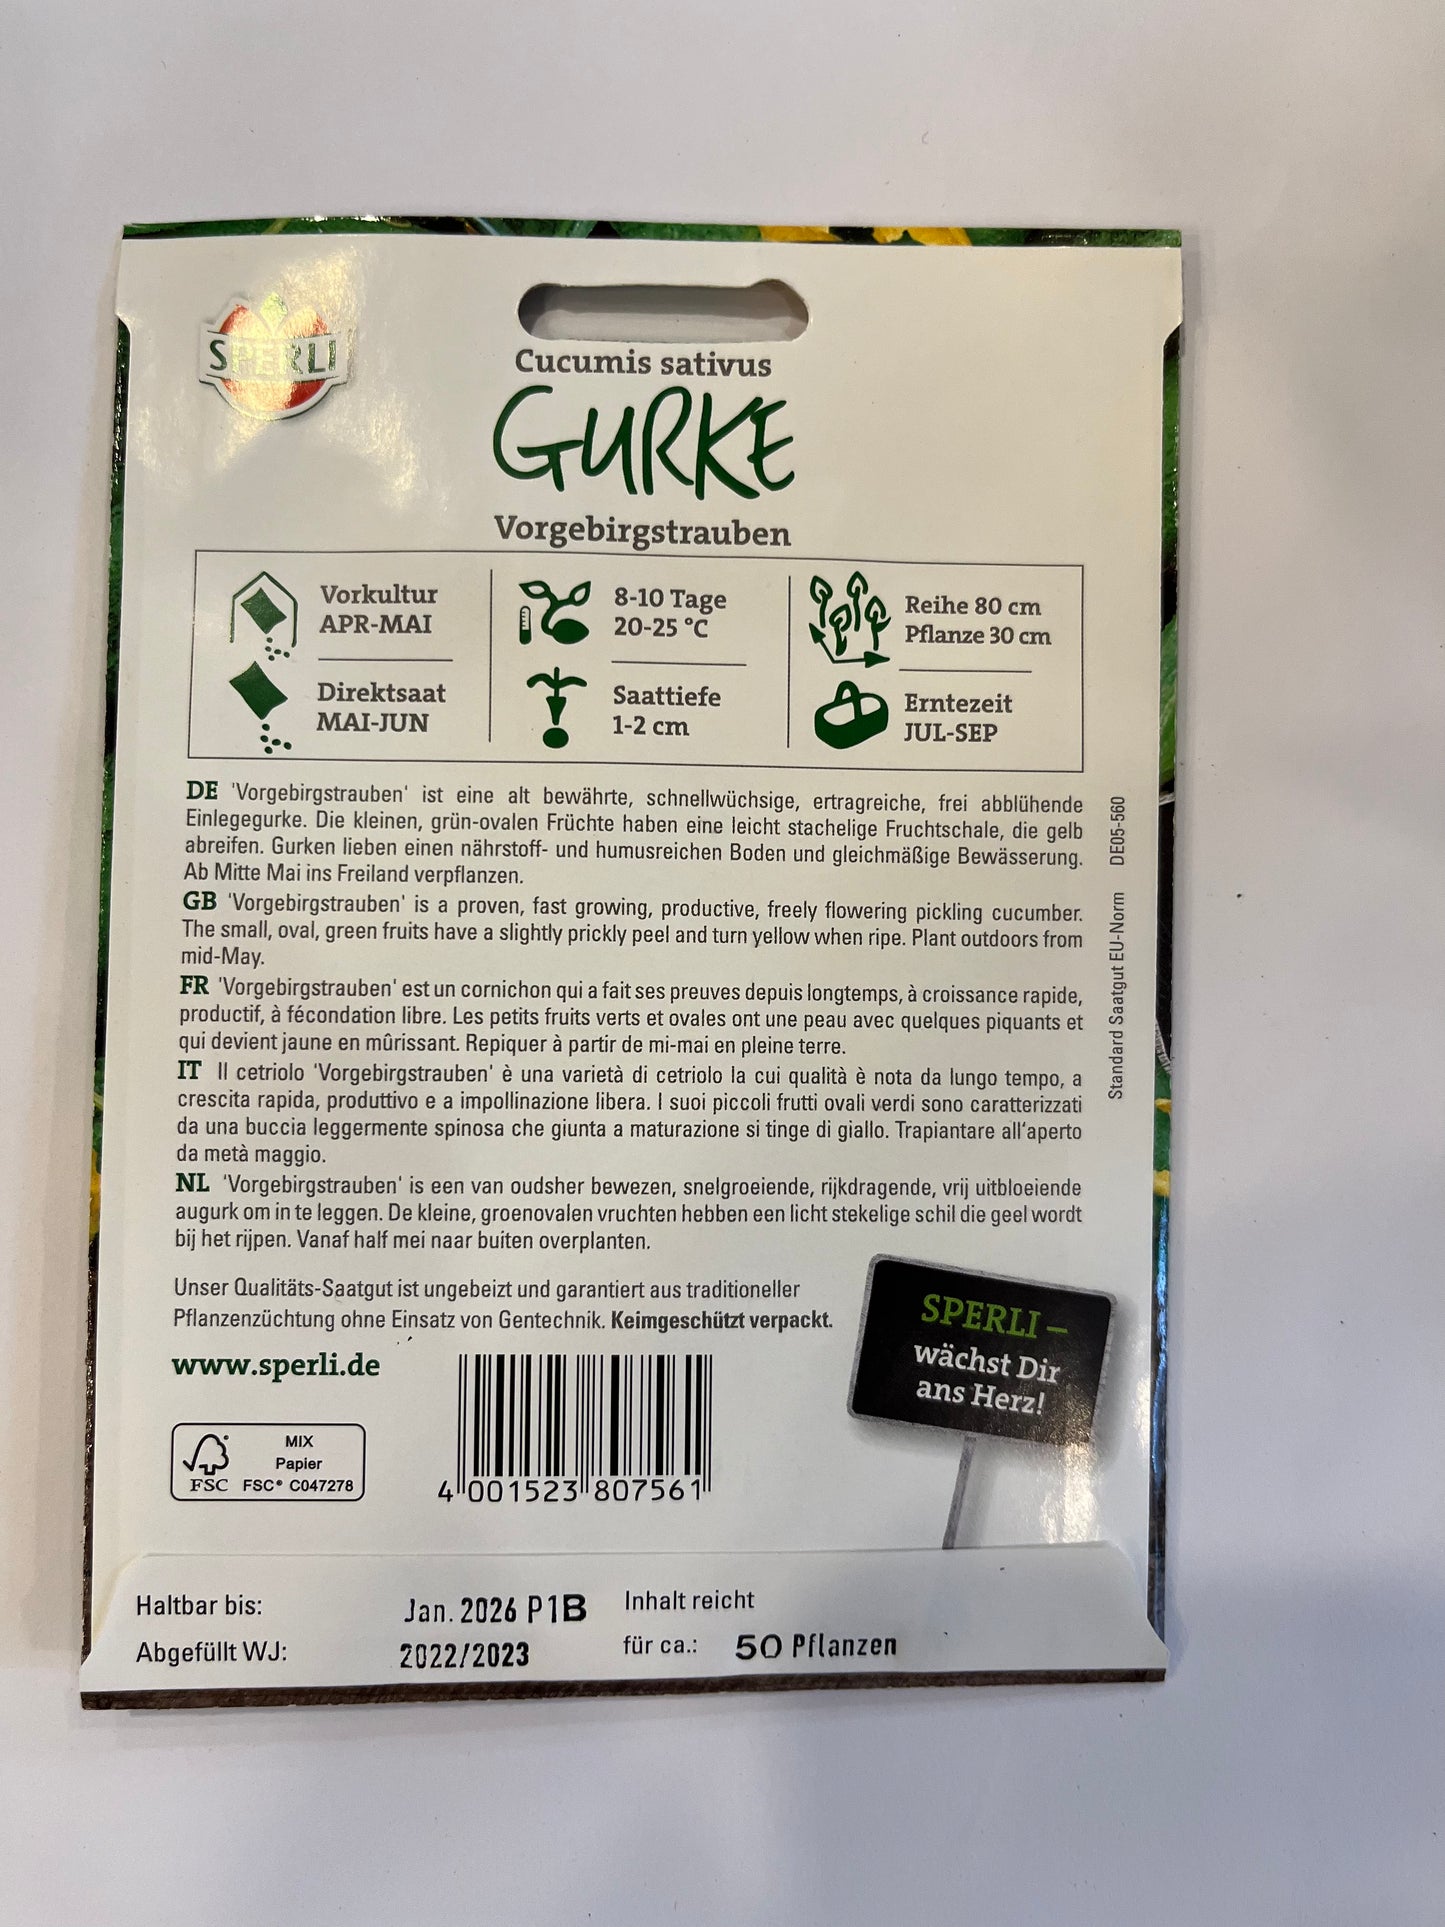 SPERLI
Cucumis sativus
GURKE
Vorgebirgstrauben
Vorkultur
APR-MAI
Direktsaat
MAI-JUN
8-10 Tage
20-25 °C
Saattiefe
1-2 cm
Reihe 80 cm
Pflanze 30 cm
Erntezeit
JUL-SEP
DE 'Vorgebirgstrauben' ist eine alt bewährte, schnellwüchsige, ertragreiche, frei abblühende
Einlegegurke. Die kleinen, grün-ovalen Früchte haben eine leicht stachelige Fruchtschale, die gelb
abreifen. Gurken lieben einen nährstoff- und humusreichen Boden und gleichmäßige Bewässerung.
Ab Mitte Mai ins Freiland verpflanzen.
GB 'Vorgebirgstrauben' is a proven, fast growing, productive, freely flowering pickling cucumber.
The small, oval, green fruits have a slightly prickly peel and turn yellow when ripe. Plant outdoors from
mid-May.
FR 'Vorgebirgstrauben' est un cornichon qui a fait ses preuves depuis longtemps, à croissance rapide,
productif, à fécondation libre. Les petits fruits verts et ovales ont une peau avec quelques piquants et
qui devient jaune en mûrissant. Repiquer à partir de mi-mai en pleine terre.
IT Il cetriolo 'Vorgebirgstrauben' è una varietà di cetriolo la cui qualità è nota da lungo tempo, a
crescita rapida, produttivo e a impollinazione libera. I suoi piccoli frutti ovali verdi sono caratterizzati
da una buccia leggermente spinosa che giunta a maturazione si tinge di giallo. Trapiantare all'aperto
da metà maggio.
NL 'Vorgebirgstrauben' is een van oudsher bewezen, snelgroeiende, rijkdragende, vrij uitbloeiende
augurk om in te leggen. De kleine, groenovalen vruchten hebben een licht stekelige schil die geel wordt
bij het rijpen. Vanaf half mei naar buiten overplanten.
Standard Saatgut EU-Norm DE05-560
Unser Qualitäts-Saatgut ist ungebeizt und garantiert aus traditioneller
Pflanzenzüchtung ohne Einsatz von Gentechnik. Keimgeschützt verpackt.
www.sperli.de
SPERLI –
wächst Dir
ans Herz!
MIX
Papier
FSC FSC® C047278
4 001523 807561
Haltbar bis: Jan. 2026 P1B
Abgefüllt WJ: 2022/2023
Inhalt reicht
für ca.: 50 Pflanzen